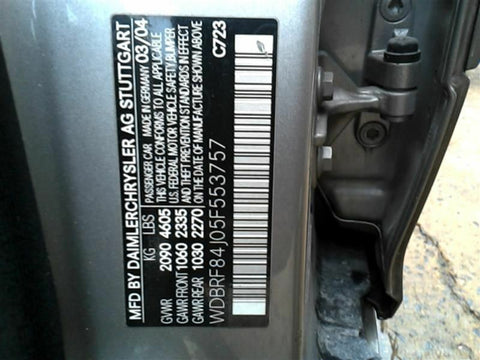 MFD BY DAIMLERCHRYSLER AG STUTTGART
PASSENGER CAR MADE IN GERMANY 03/04
KG LBS
GVWR 2090 4605
GAWR FRONT 1060 2335
GAWR REAR 1030 2270
THIS VEHICLE CONFORMS TO ALL APPLICABLE
U.S. FEDERAL MOTOR VEHICLE SAFETY, BUMPER
AND THEFT PREVENTION STANDARDS IN EFFECT
ON THE DATE OF MANUFACTURE SHOWN ABOVE
WDBRF84J05F553757
C723